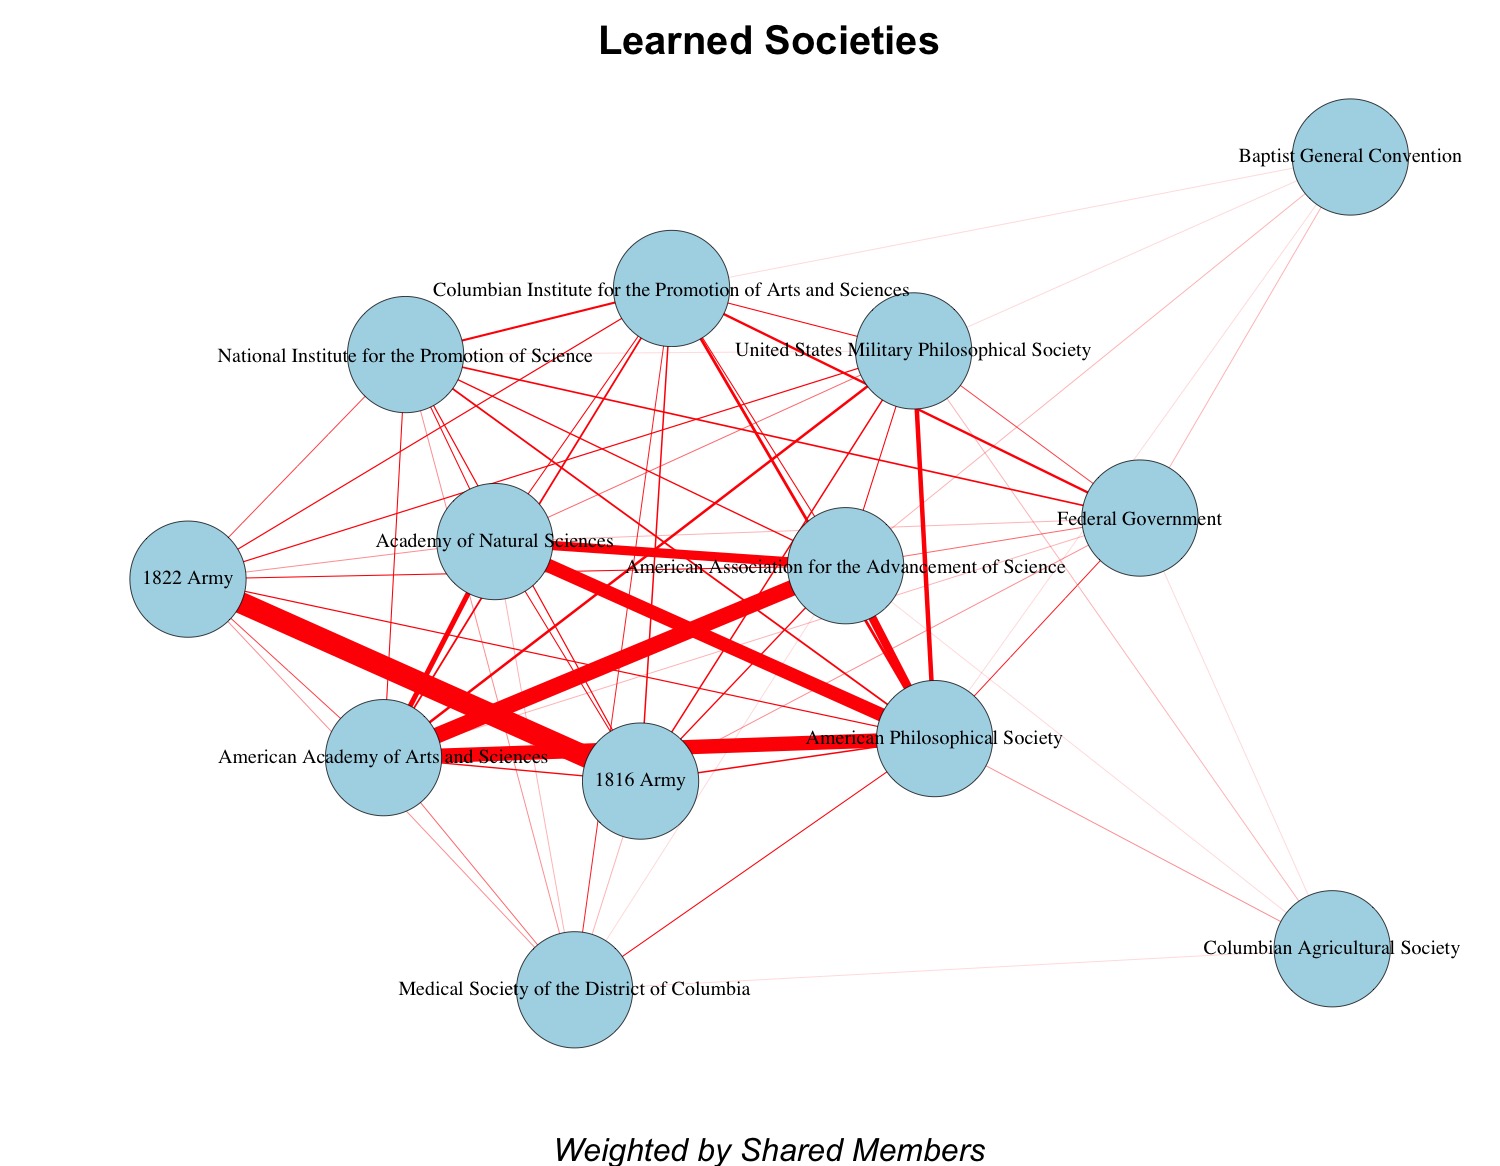 Learned Societies
Baptist General Convention
Columbian Institute for the Promotion of Arts and Sciences
United States Military Philosophical Society
National Institute for the Promotion of Science
Federal Government
Academy of Natural Sciences
American Association for the Advancement of Science
1822 Army
American Philosophical Society
American Academy of Arts and Sciences
1816 Army
Columbian Agricultural Society
Medical Society of the District of Columbia
Weighted by Shared Members